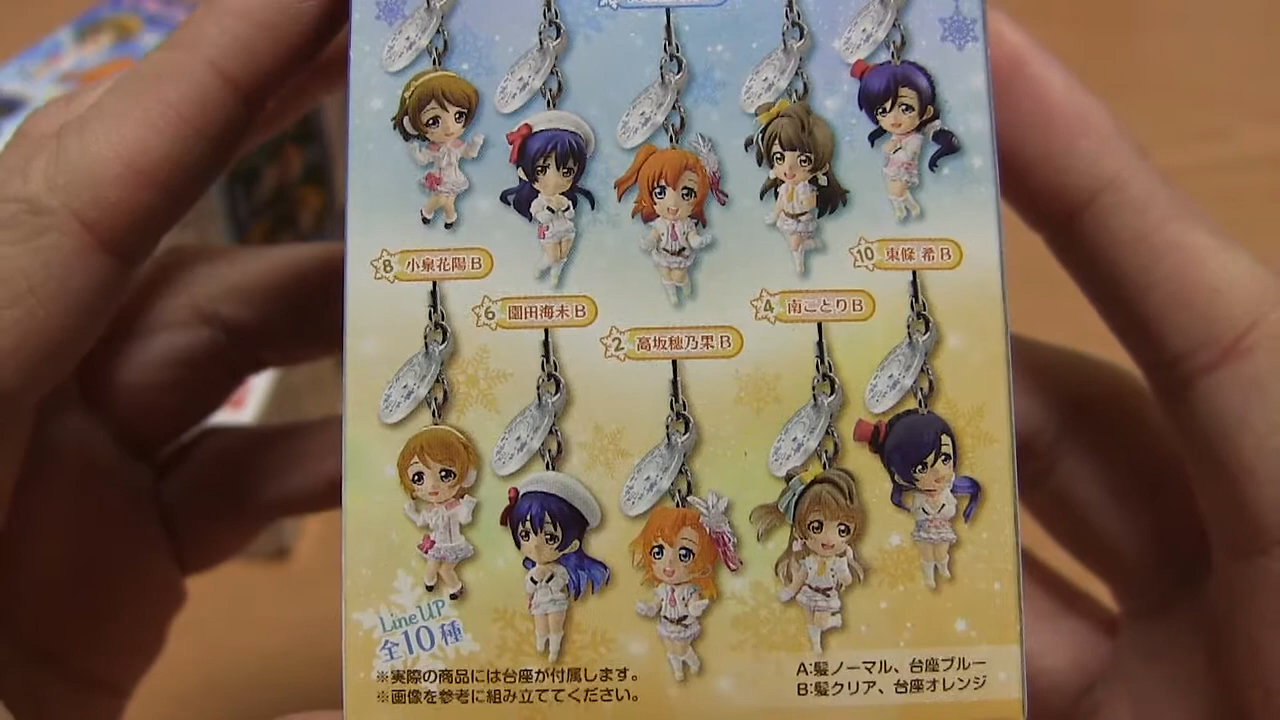 8 小泉花陽 B
10 東條 希 B
6 園田海未 B
4 南ことり B
2 高坂穂乃果 B
Line UP
全10種
※実際の商品には台座が付属します。
※画像を参考に組み立ててください。
A:髪ノーマル、台座ブルー
B:髪クリア、台座オレンジ